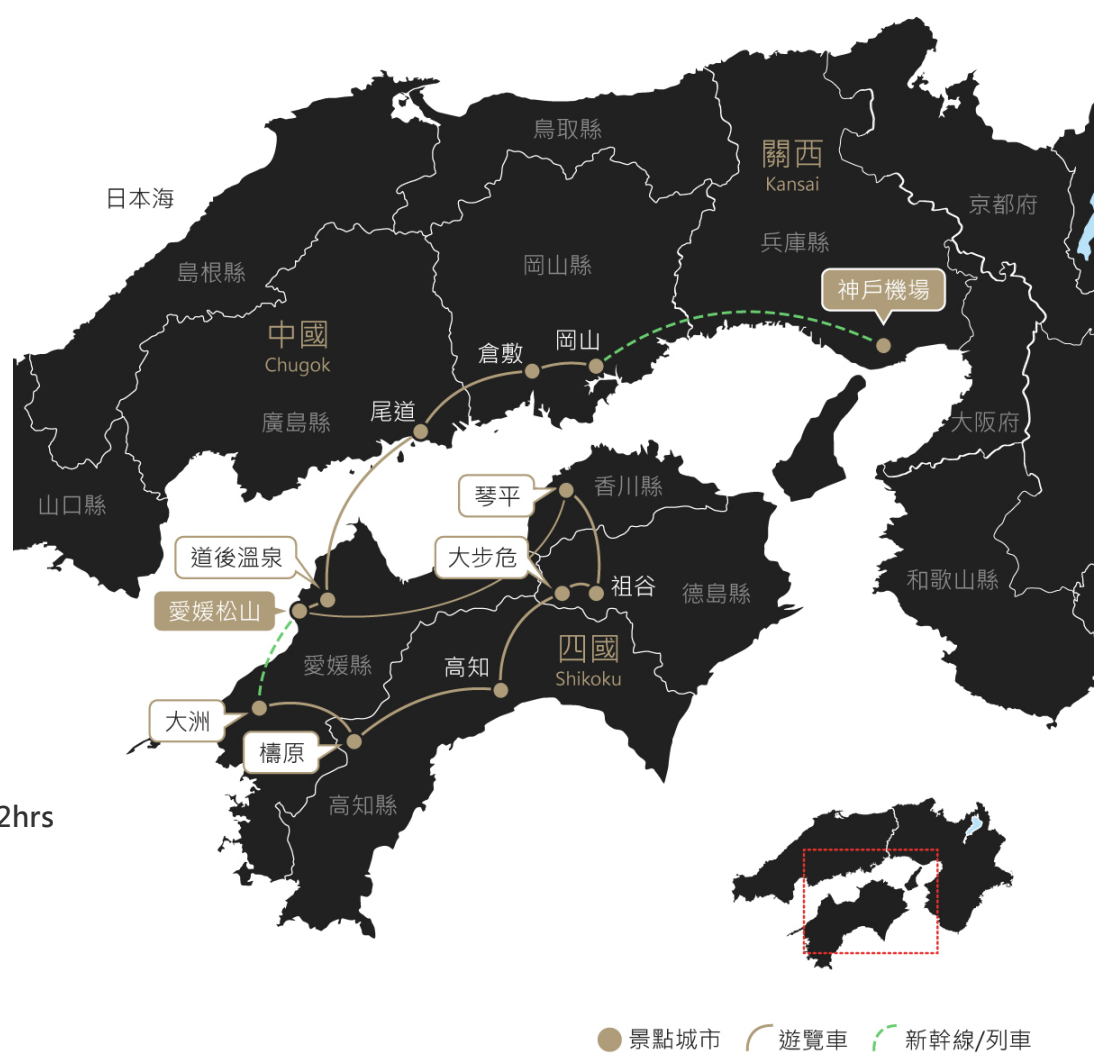 鳥取縣
關西
Kansai
日本海
京都府
兵庫縣
島根縣
岡山縣
神戶機場
中國
Chugok
岡山
倉敷
尾道
廣島縣
大阪府
琴平
香川縣
山口縣
道後溫泉
大步危
祖谷
德島縣
和歌山縣
愛媛松山
四國
Shikoku
愛媛縣
高知
大洲
檮原
高知縣
2hrs
景點城市
遊覽車
新幹線/列車